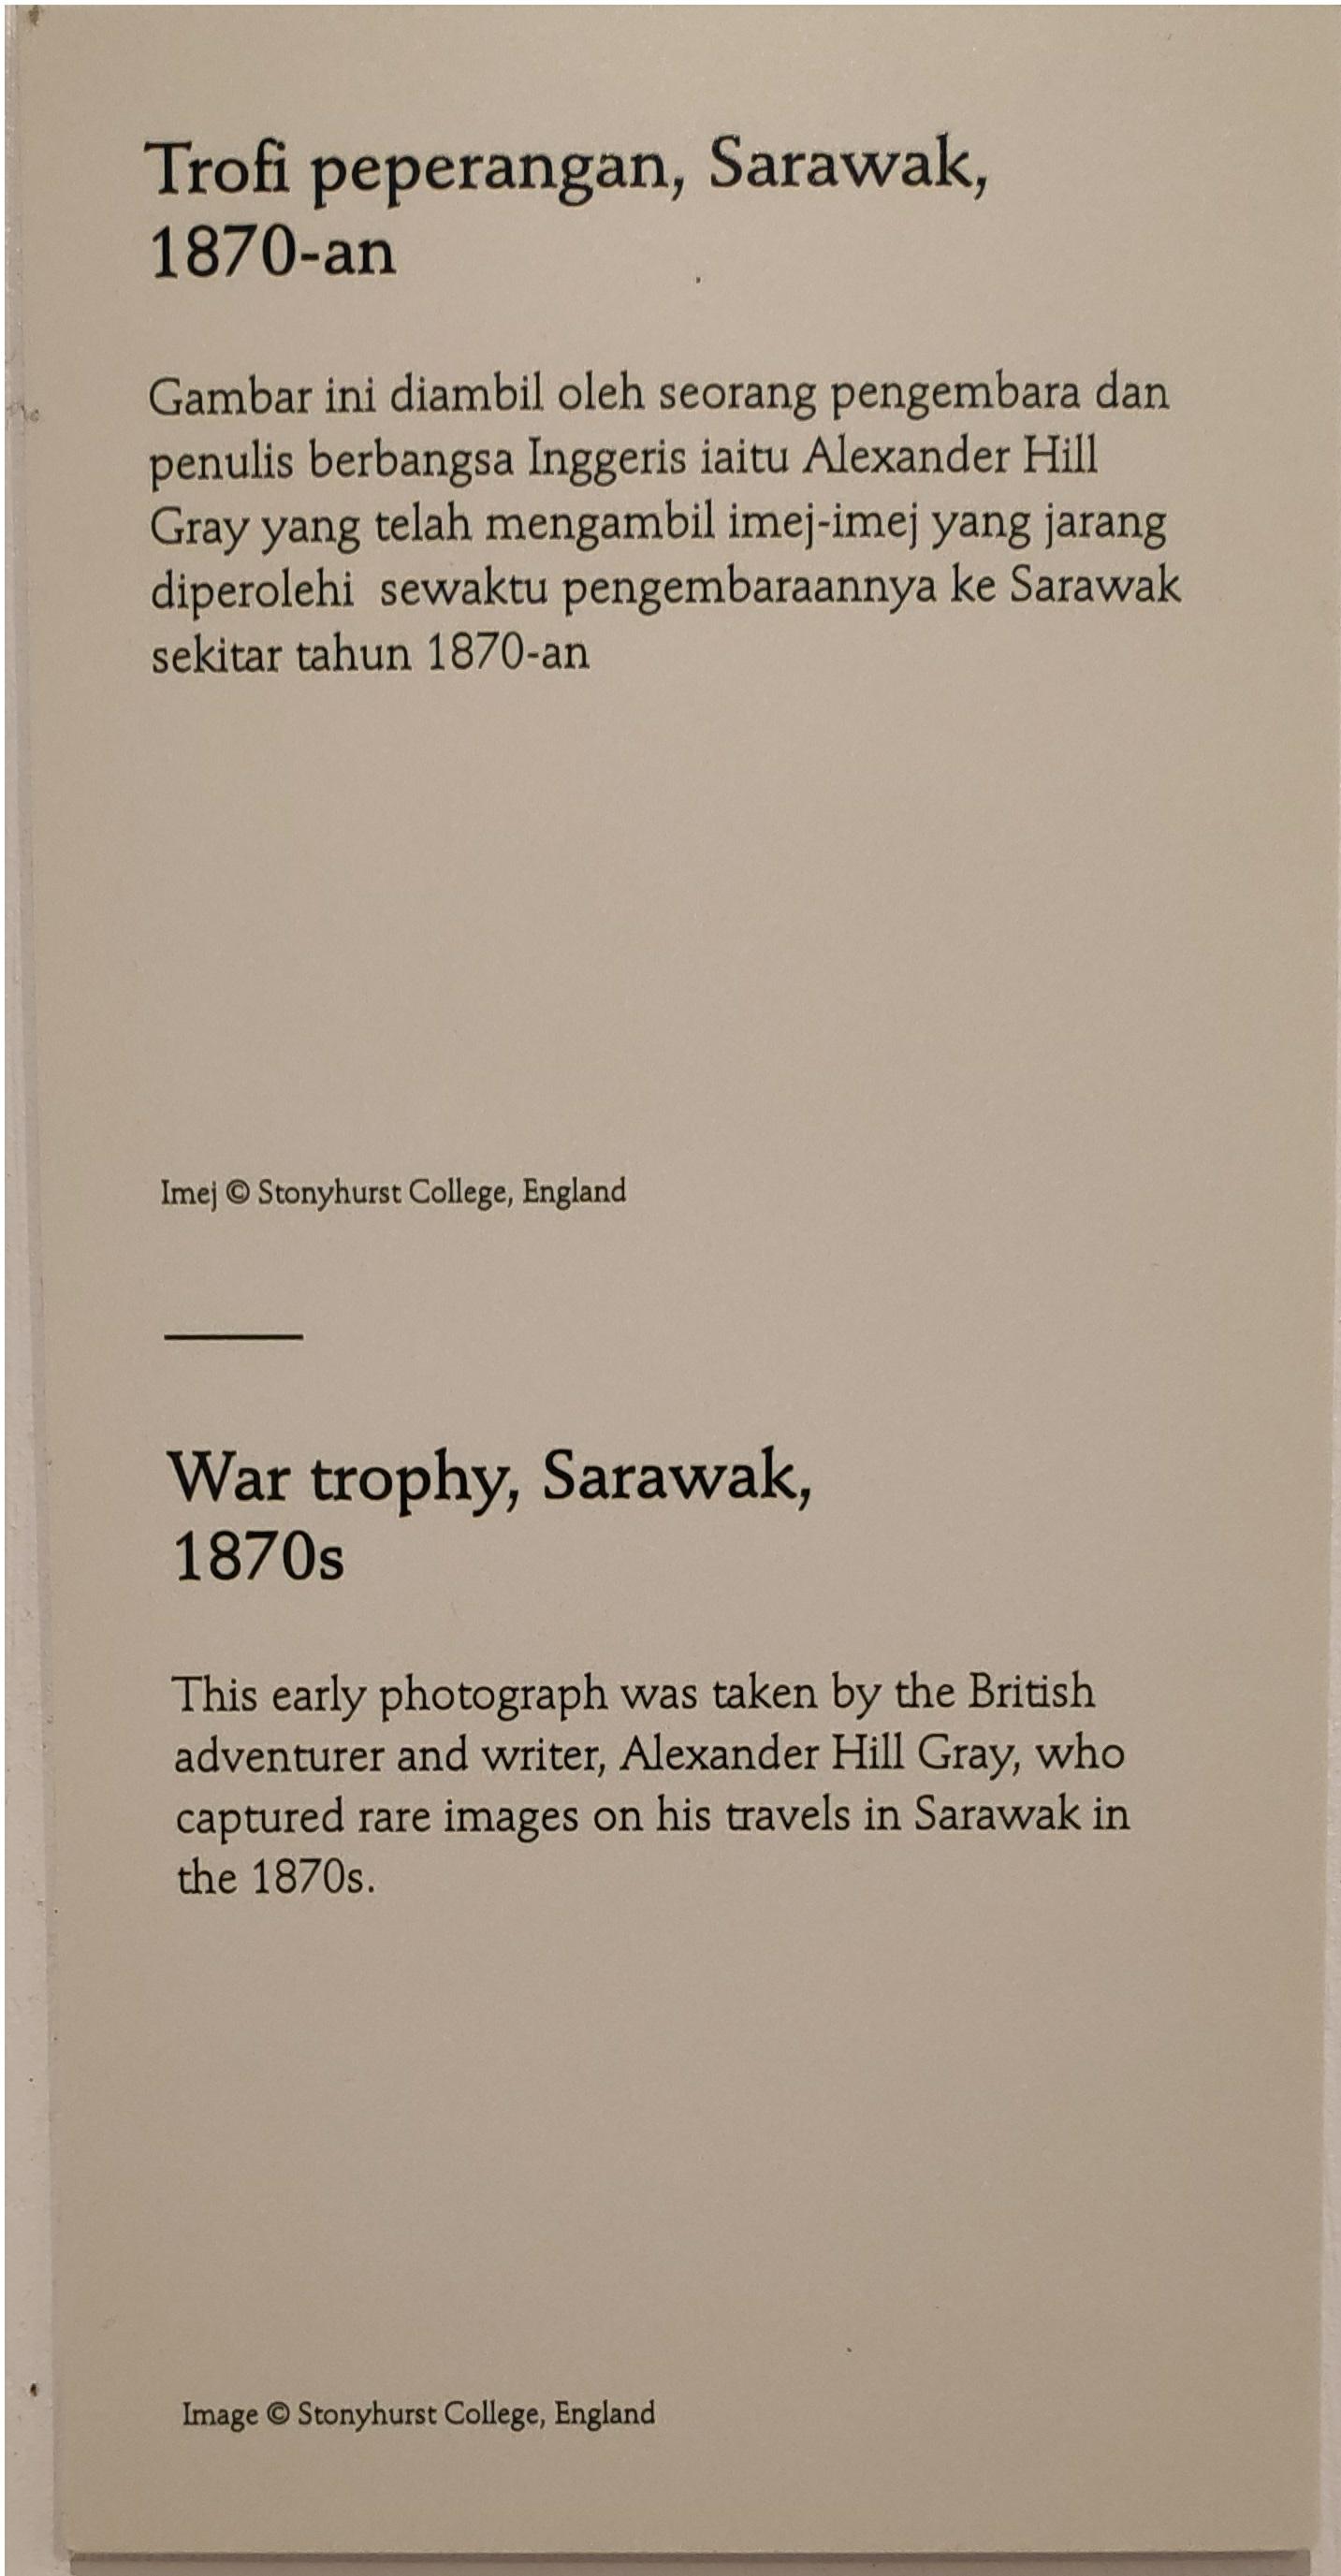 Trofi peperangan, Sarawak,
1870-an
Gambar ini diambil oleh seorang pengembara dan
penulis berbangsa Inggeris iaitu Alexander Hill
Gray yang telah mengambil imej-imej yang jarang
diperolehi  sewaktu pengembaraannya ke Sarawak
sekitar tahun 1870-an
Imej © Stonyhurst College, England
War trophy, Sarawak,
1870s
This early photograph was taken by the British
adventurer and writer, Alexander Hill Gray, who
captured rare images on his travels in Sarawak in
the 1870s.
Image © Stonyhurst College, England